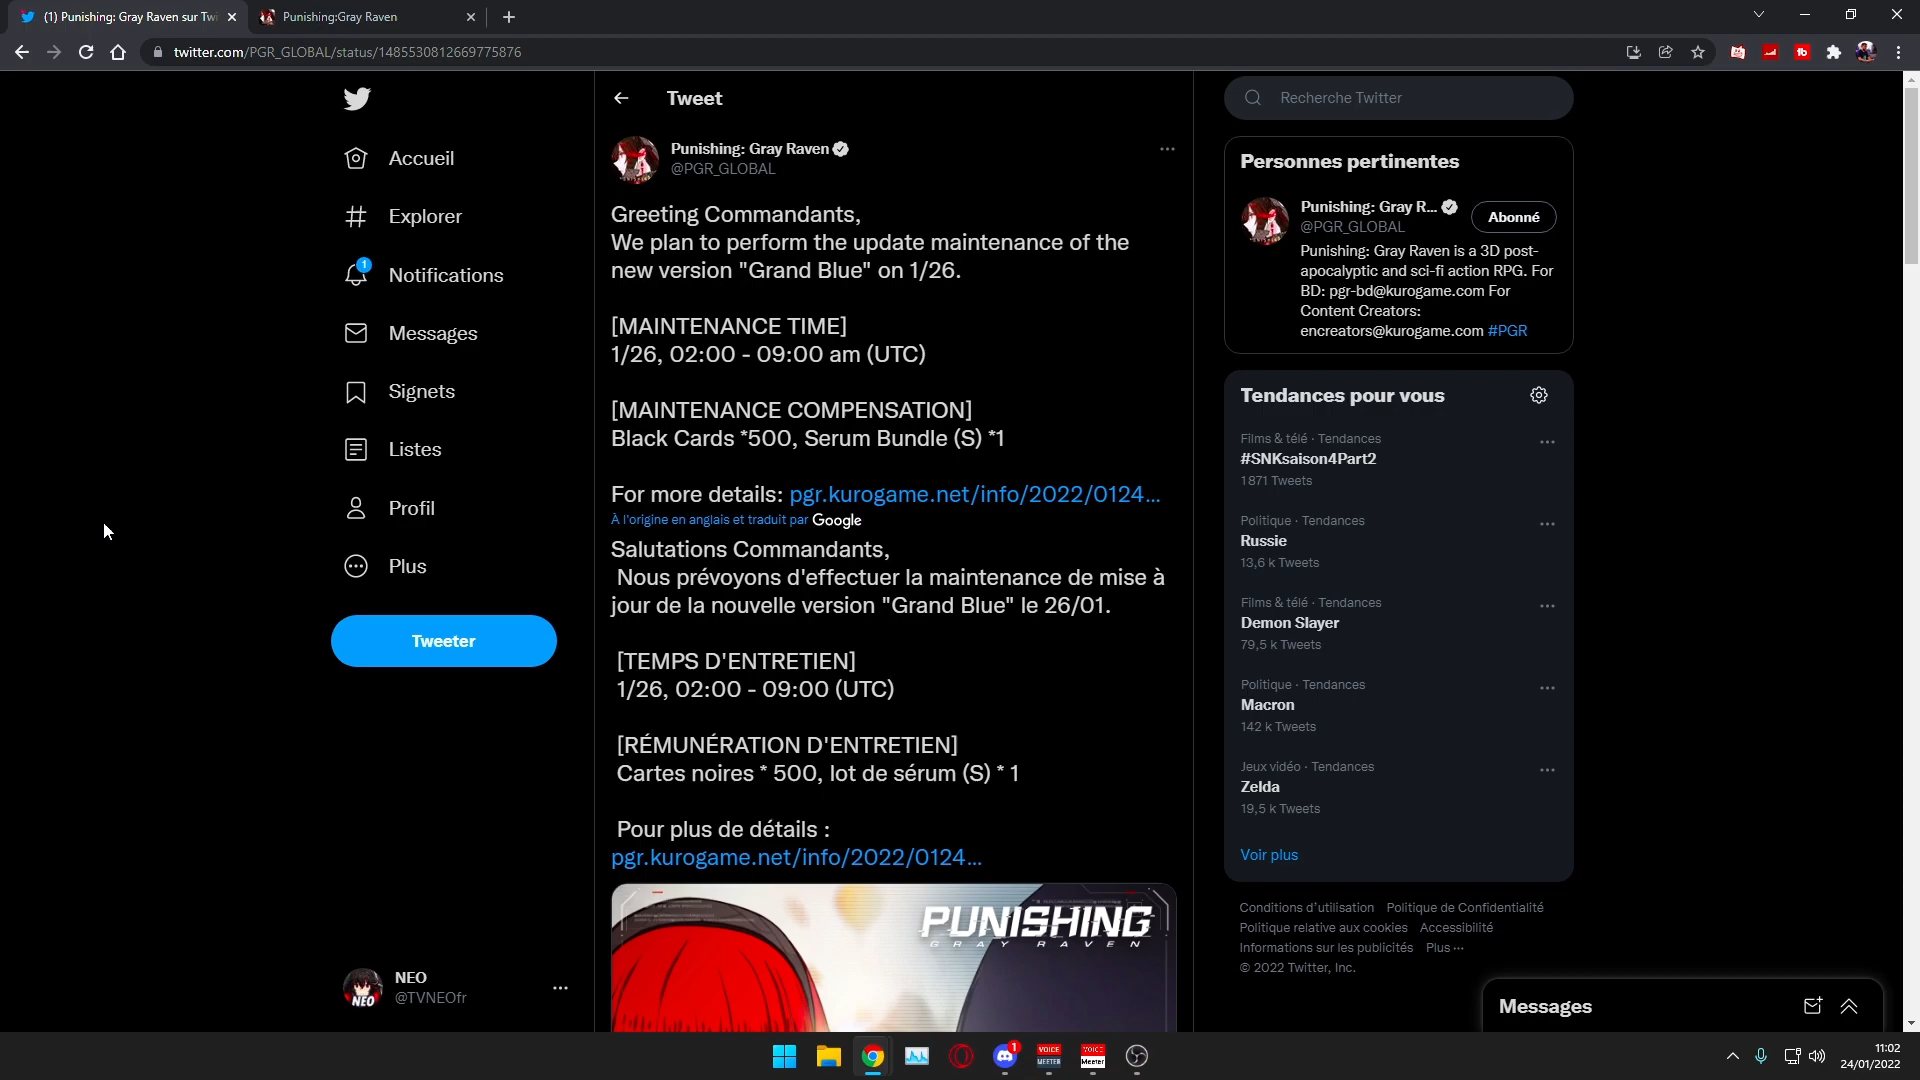 (1) Punishing: Gray Raven sur Twi
Punishing:Gray Raven
twitter.com/PGR_GLOBAL/status/1485530812669775876
Accueil
Explorer
1
Notifications
Messages
Signets
Listes
Profil
Plus
Tweeter
NEO
NEO
@TVNEOfr
Tweet
Punishing: Gray Raven
@PGR_GLOBAL
Greeting Commandants,
We plan to perform the update maintenance of the
new version "Grand Blue" on 1/26.
[MAINTENANCE TIME]
1/26, 02:00 - 09:00 am (UTC)
[MAINTENANCE COMPENSATION]
Black Cards *500, Serum Bundle (S) *1
For more details: pgr.kurogame.net/info/2022/0124...
À l'origine en anglais et traduit par Google
Salutations Commandants,
Nous prévoyons d'effectuer la maintenance de mise à
jour de la nouvelle version "Grand Blue" le 26/01.
[TEMPS D'ENTRETIEN]
1/26, 02:00 - 09:00 (UTC)
[RÉMUNÉRATION D'ENTRETIEN]
Cartes noires * 500, lot de sérum (S) * 1
Pour plus de détails :
pgr.kurogame.net/info/2022/0124...
PUNISHING
GRAY RAVEN
Recherche Twitter
Personnes pertinentes
Punishing: Gray R...
Abonné
@PGR_GLOBAL
Punishing: Gray Raven is a 3D post-
apocalyptic and sci-fi action RPG. For
BD: pgr-bd@kurogame.com For
Content Creators:
encreators@kurogame.com #PGR
Tendances pour vous
Films & télé · Tendances
#SNKsaison4Part2
1871 Tweets
Politique · Tendances
Russie
13,6 k Tweets
Films & télé · Tendances
Demon Slayer
79,5 k Tweets
Politique · Tendances
Macron
142 k Tweets
Jeux vidéo · Tendances
Zelda
19,5 k Tweets
Voir plus
Conditions d'utilisation Politique de Confidentialité
Politique relative aux cookies Accessibilité
Informations sur les publicités Plus ···
© 2022 Twitter, Inc.
Messages
1
VOICE
MEETER
VOICE
Meeter
11:02
24/01/2022